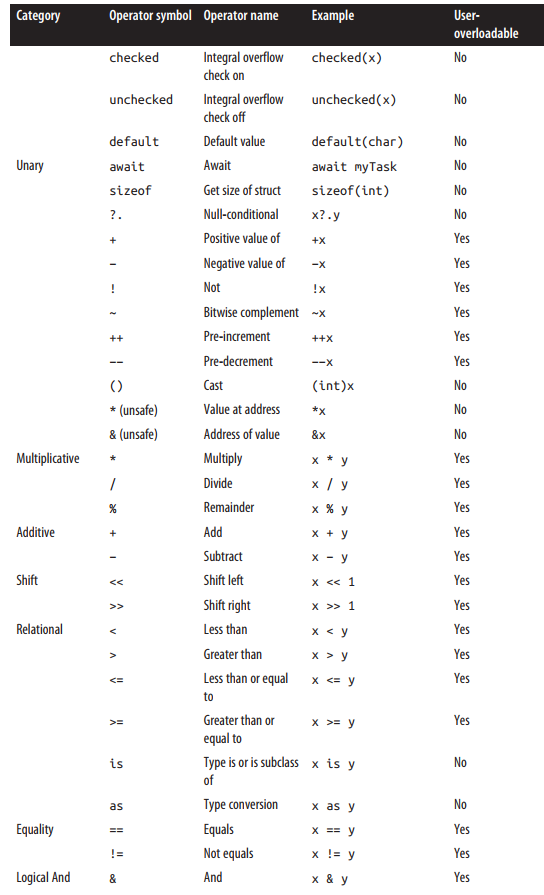 Category Operator symbol Operator name Example User-
overloadable
checked Integral overflow checked(x) No
check on
unchecked Integral overflow unchecked(x) No
check off
default Default value default(char) No
Unary await Await await myTask No
sizeof Get size of struct sizeof(int) No
?. Null-conditional x?.y No
+ Positive value of +x Yes
− Negative value of −x Yes
! Not !x Yes
~ Bitwise complement ~x Yes
++ Pre-increment ++x Yes
−− Pre-decrement −−x Yes
() Cast (int)x No
* (unsafe) Value at address *x No
& (unsafe) Address of value &x No
Multiplicative * Multiply x * y Yes
/ Divide x / y Yes
% Remainder x % y Yes
Additive + Add x + y Yes
− Subtract x − y Yes
Shift << Shift left x << 1 Yes
>> Shift right x >> 1 Yes
Relational < Less than x < y Yes
> Greater than x > y Yes
<= Less than or equal x <= y Yes
to
>= Greater than or x >= y Yes
equal to
is Type is or is subclass x is y No
of
as Type conversion x as y No
Equality == Equals x == y Yes
!= Not equals x != y Yes
Logical And & And x & y Yes